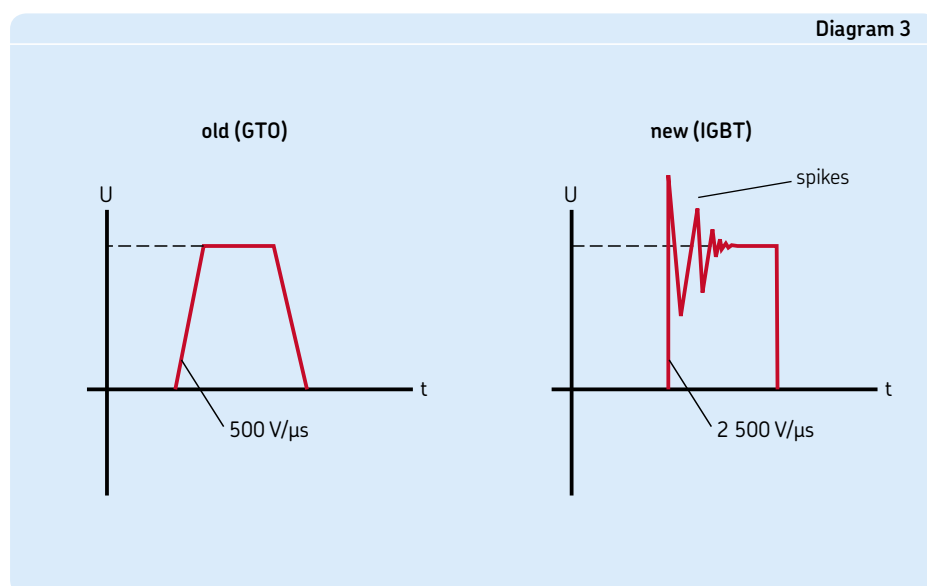 Diagram 3
old (GTO)
new (IGBT)
spikes
U
U
t
t
500 V/µs
2 500 V/µs